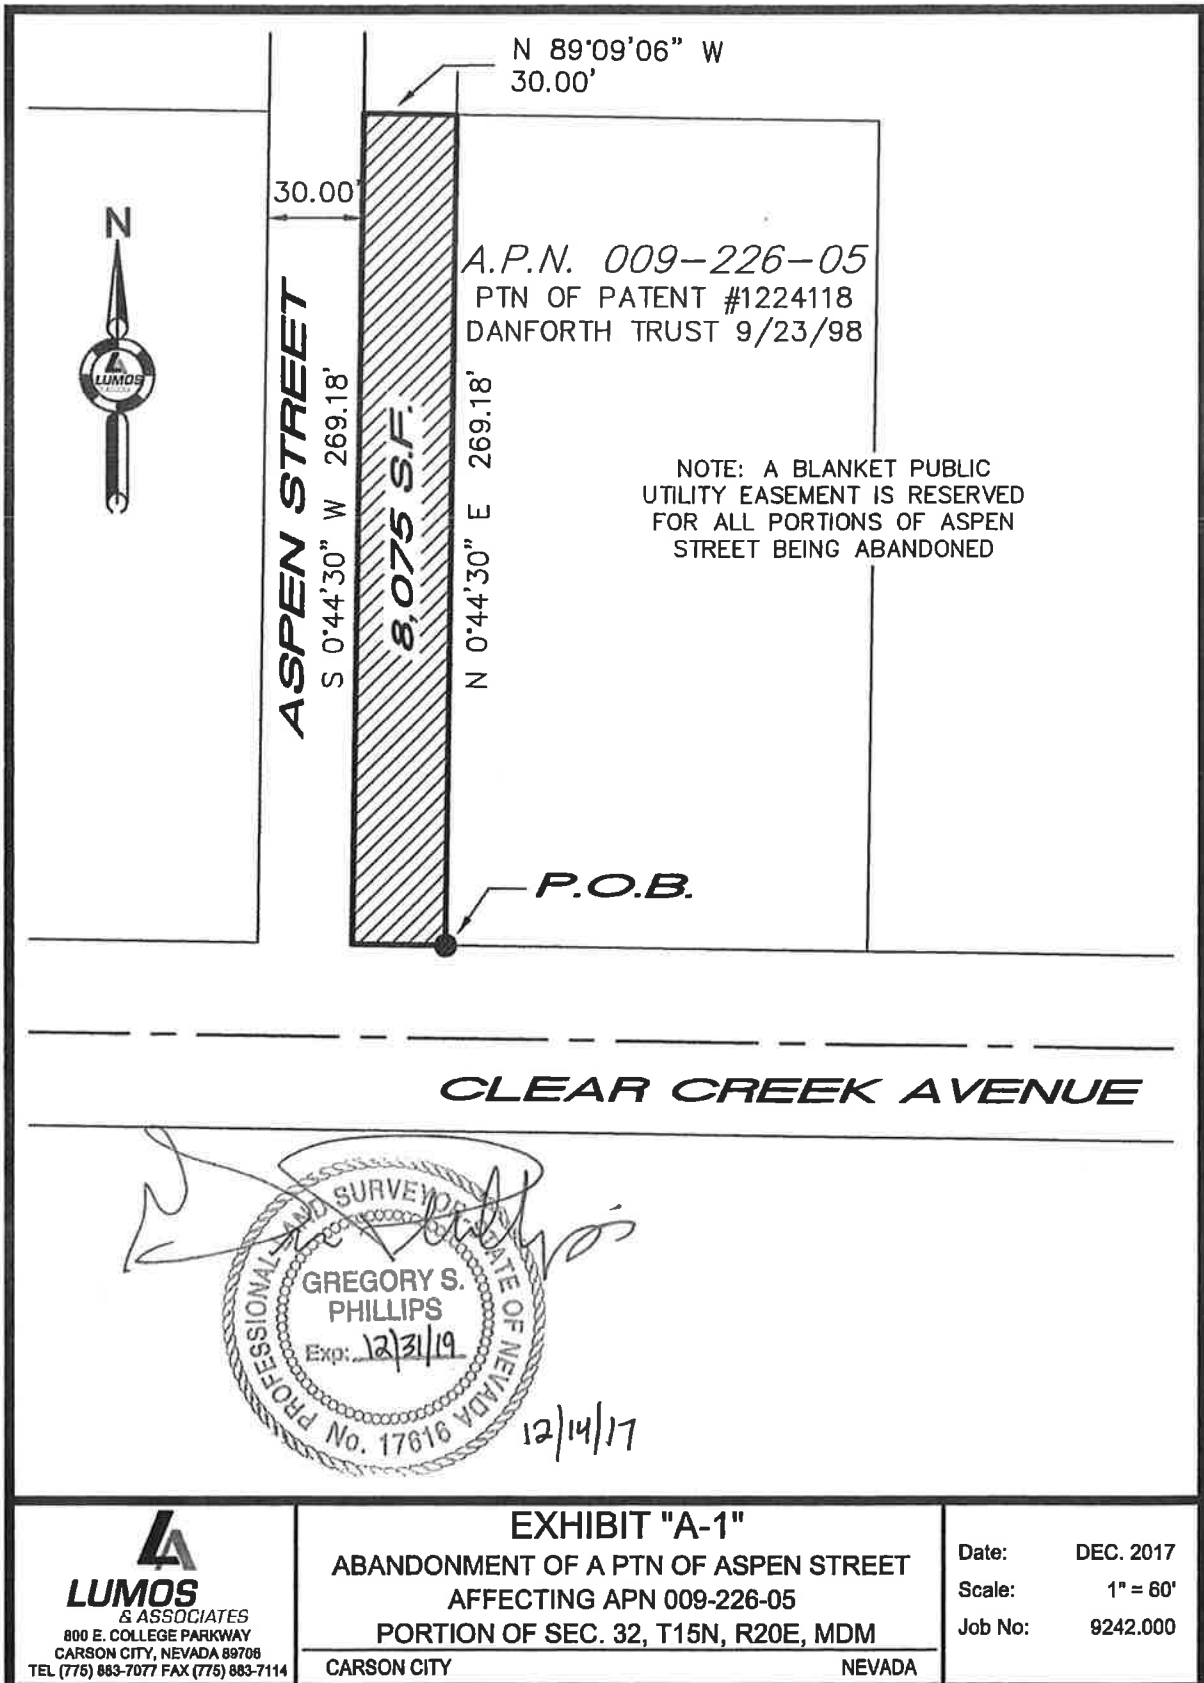 N 89°09'06" W
30.00'
30.00'
N
LUMOS
A.P.N. 009-226-05
PTN OF PATENT #1224118
DANFORTH TRUST 9/23/98
ASPEN STREET
S 0°44'30" W 269.18'
8,075 S.F.
N 0°44'30" E 269.18'
NOTE: A BLANKET PUBLIC
UTILITY EASEMENT IS RESERVED
FOR ALL PORTIONS OF ASPEN
STREET BEING ABANDONED
P.O.B.
CLEAR CREEK AVENUE
PROFESSIONAL LAND SURVEYOR STATE OF NEVADA
GREGORY S.
PHILLIPS
Exp: 12/31/19
No. 17616
12/14/17
LA
LUMOS
& ASSOCIATES
800 E. COLLEGE PARKWAY
CARSON CITY, NEVADA 89706
TEL (775) 883-7077 FAX (775) 883-7114
EXHIBIT "A-1"
ABANDONMENT OF A PTN OF ASPEN STREET
AFFECTING APN 009-226-05
PORTION OF SEC. 32, T15N, R20E, MDM
CARSON CITY NEVADA
Date: DEC. 2017
Scale: 1" = 60'
Job No: 9242.000